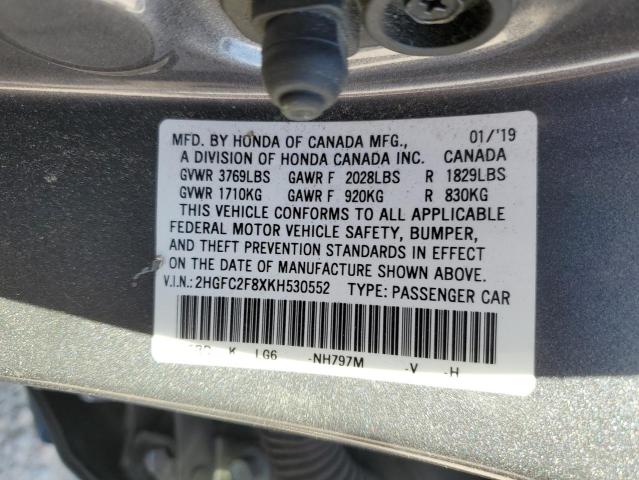 MFD. BY HONDA OF CANADA MFG., 01/'19
A DIVISION OF HONDA CANADA INC. CANADA
GVWR 3769LBS GAWR F 2028LBS R 1829LBS
GVWR 1710KG GAWR F 920KG R 830KG
THIS VEHICLE CONFORMS TO ALL APPLICABLE
FEDERAL MOTOR VEHICLE SAFETY, BUMPER,
AND THEFT PREVENTION STANDARDS IN EFFECT
ON THE DATE OF MANUFACTURE SHOWN ABOVE.
V.I.N.: 2HGFC2F8XKH530552 TYPE: PASSENGER CAR
K LG6 -NH797M -V -H